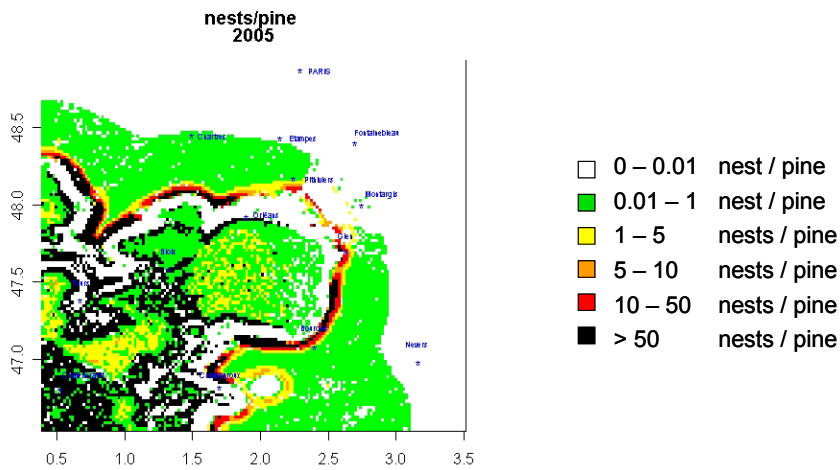 nests/pine
2005
* PARIS
Fontainebleau
* Chartres
* Etampes
* Pithiviers
Montargis
* Orléans
Gien
Blois
Nevers
48.5
48.0
47.5
47.0
0.5 1.0 1.5 2.0 2.5 3.0 3.5
0 – 0.01 nest / pine
0.01 – 1 nest / pine
1 – 5 nests / pine
5 – 10 nests / pine
10 – 50 nests / pine
> 50 nests / pine